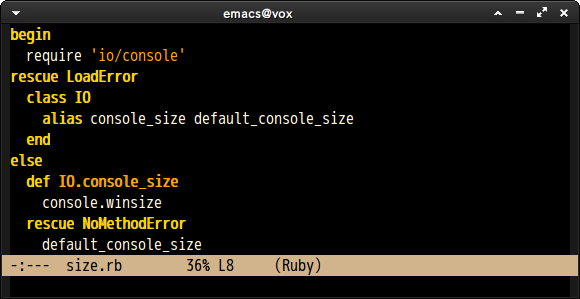 emacs@vox
begin
  require 'io/console'
rescue LoadError
  class IO
    alias console_size default_console_size
  end
else
  def IO.console_size
    console.winsize
  rescue NoMethodError
    default_console_size
-:---  size.rb        36% L8     (Ruby)